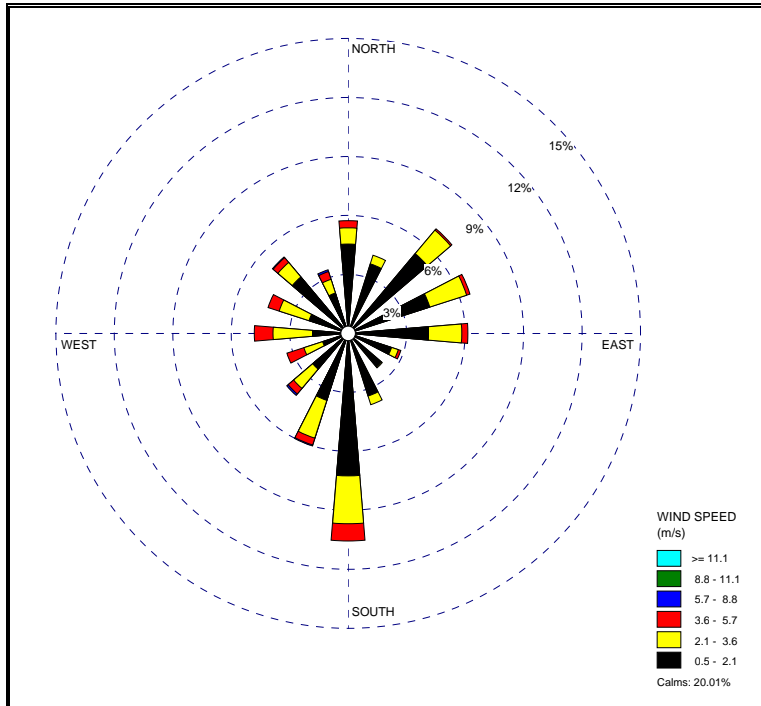 NORTH
15%
12%
9%
6%
3%
WEST
EAST
SOUTH
WIND SPEED
(m/s)
>= 11.1
8.8 - 11.1
5.7 - 8.8
3.6 - 5.7
2.1 - 3.6
0.5 - 2.1
Calms: 20.01%